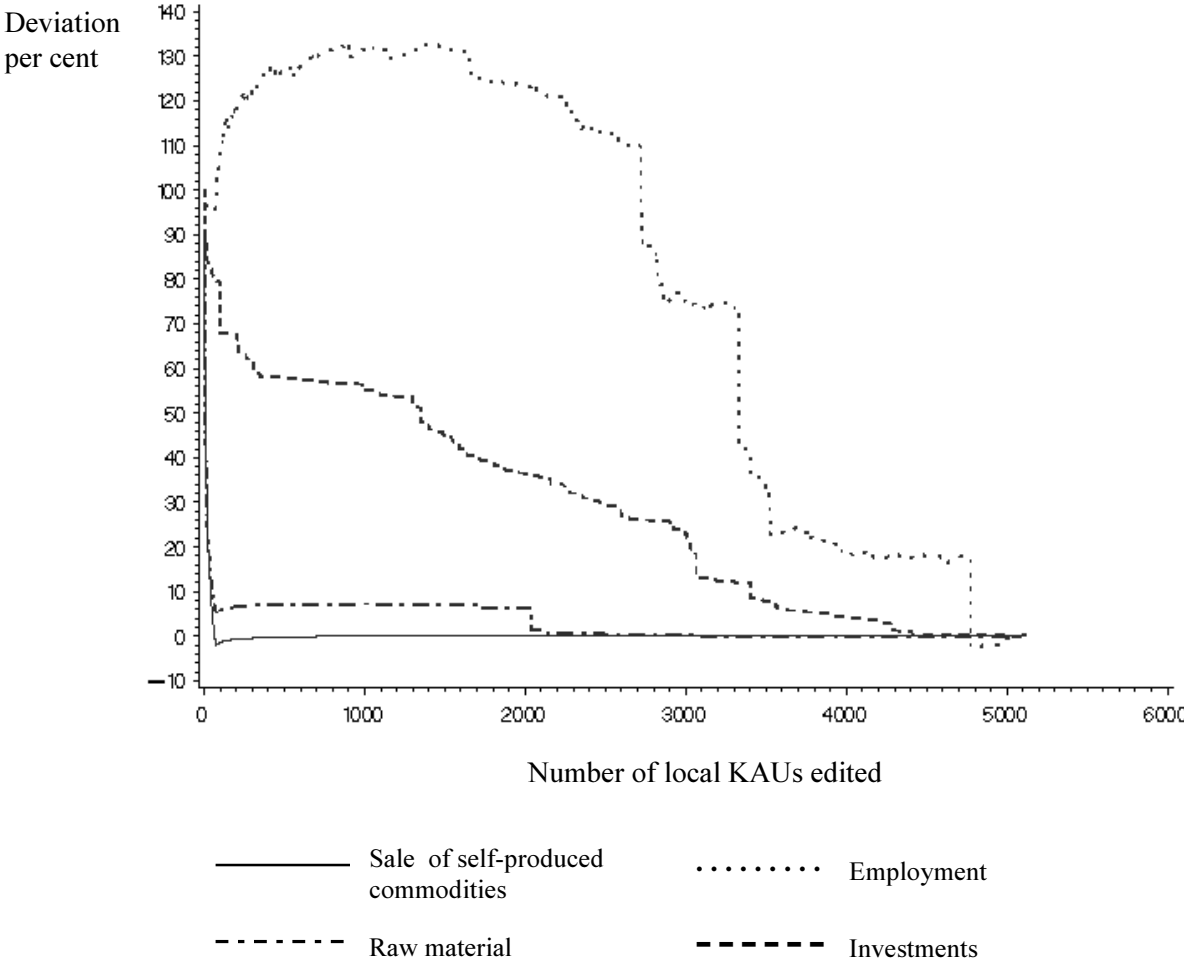 Deviation
per cent
140
130
120
110
100
90
80
70
60
50
40
30
20
10
0
−10
0 1000 2000 3000 4000 5000 6000
Number of local KAUs edited
Sale of self-produced
commodities
Employment
Raw material
Investments